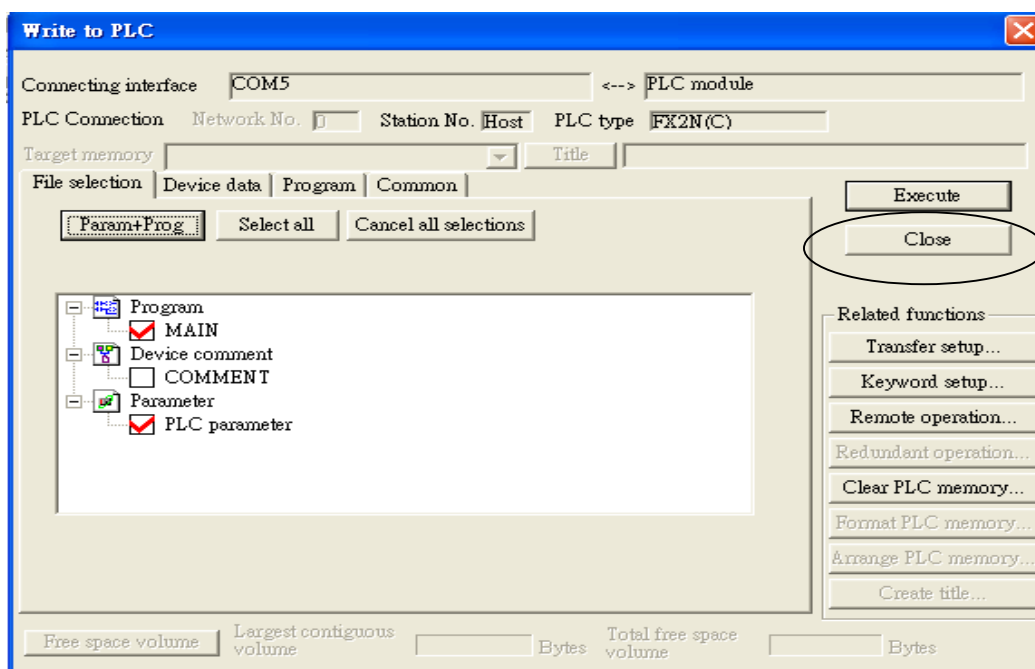 Write to PLC
Connecting interface COM5 <--> PLC module
PLC Connection Network No. 0 Station No. Host PLC type FX2N(C)
Target memory Title
File selection Device data Program Common
Execute
Param+Prog Select all Cancel all selections
Close
Program
MAIN
Device comment
COMMENT
Parameter
PLC parameter
Related functions
Transfer setup...
Keyword setup...
Remote operation...
Redundant operation...
Clear PLC memory...
Format PLC memory...
Arrange PLC memory...
Create title...
Free space volume Largest contiguous volume Bytes Total free space volume Bytes